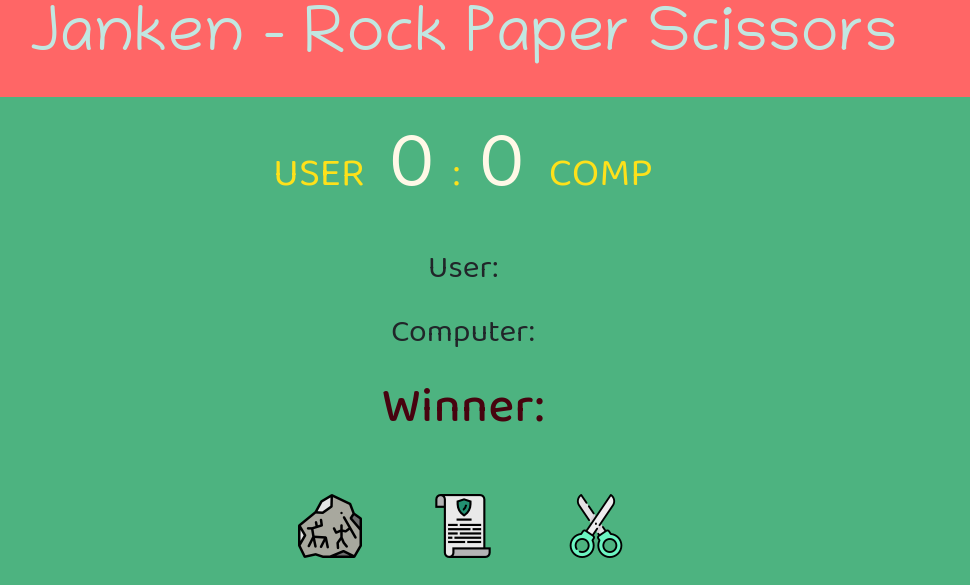 Janken - Rock Paper Scissors
USER 0 : 0 COMP
User:
Computer:
Winner: